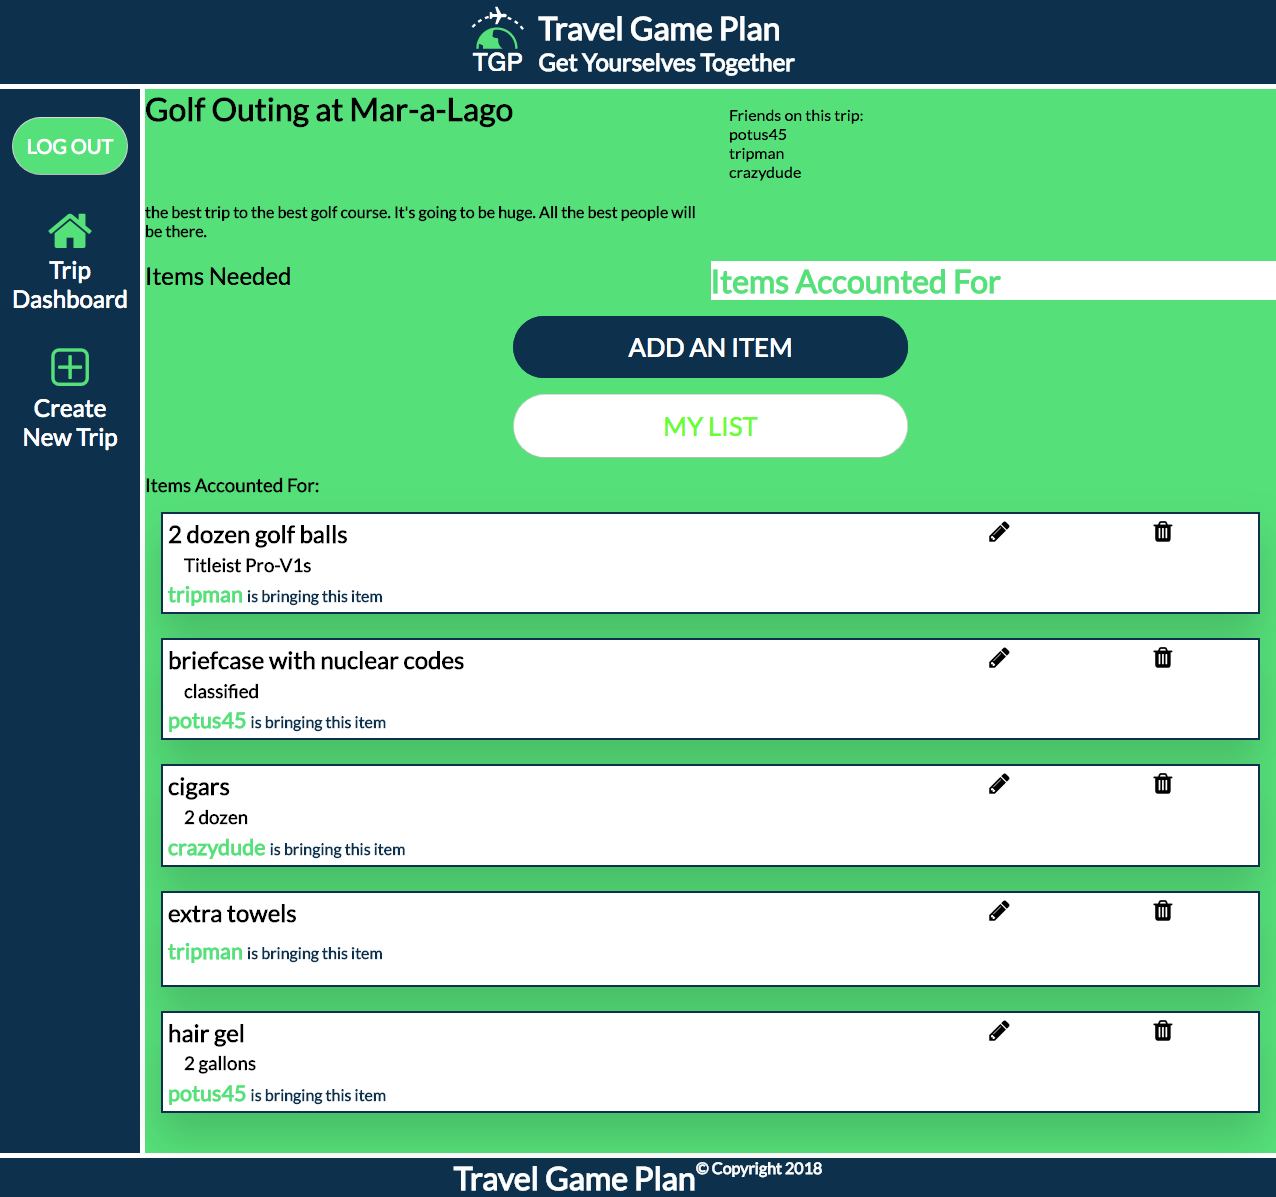 TGP
Travel Game Plan
Get Yourselves Together
LOG OUT
Trip
Dashboard
Create
New Trip
Golf Outing at Mar-a-Lago
Friends on this trip:
potus45
tripman
crazydude
the best trip to the best golf course. It's going to be huge. All the best people will
be there.
Items Needed
Items Accounted For
ADD AN ITEM
MY LIST
Items Accounted For:
2 dozen golf balls
Titleist Pro-V1s
tripman is bringing this item
briefcase with nuclear codes
classified
potus45 is bringing this item
cigars
2 dozen
crazydude is bringing this item
extra towels
tripman is bringing this item
hair gel
2 gallons
potus45 is bringing this item
Travel Game Plan© Copyright 2018